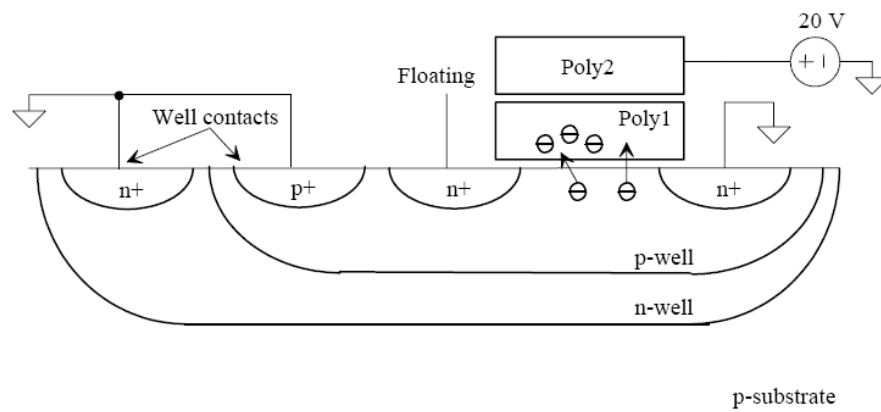 20 V
Poly2
Floating
Poly1
Well contacts
n+
p+
n+
n+
p-well
n-well
p-substrate